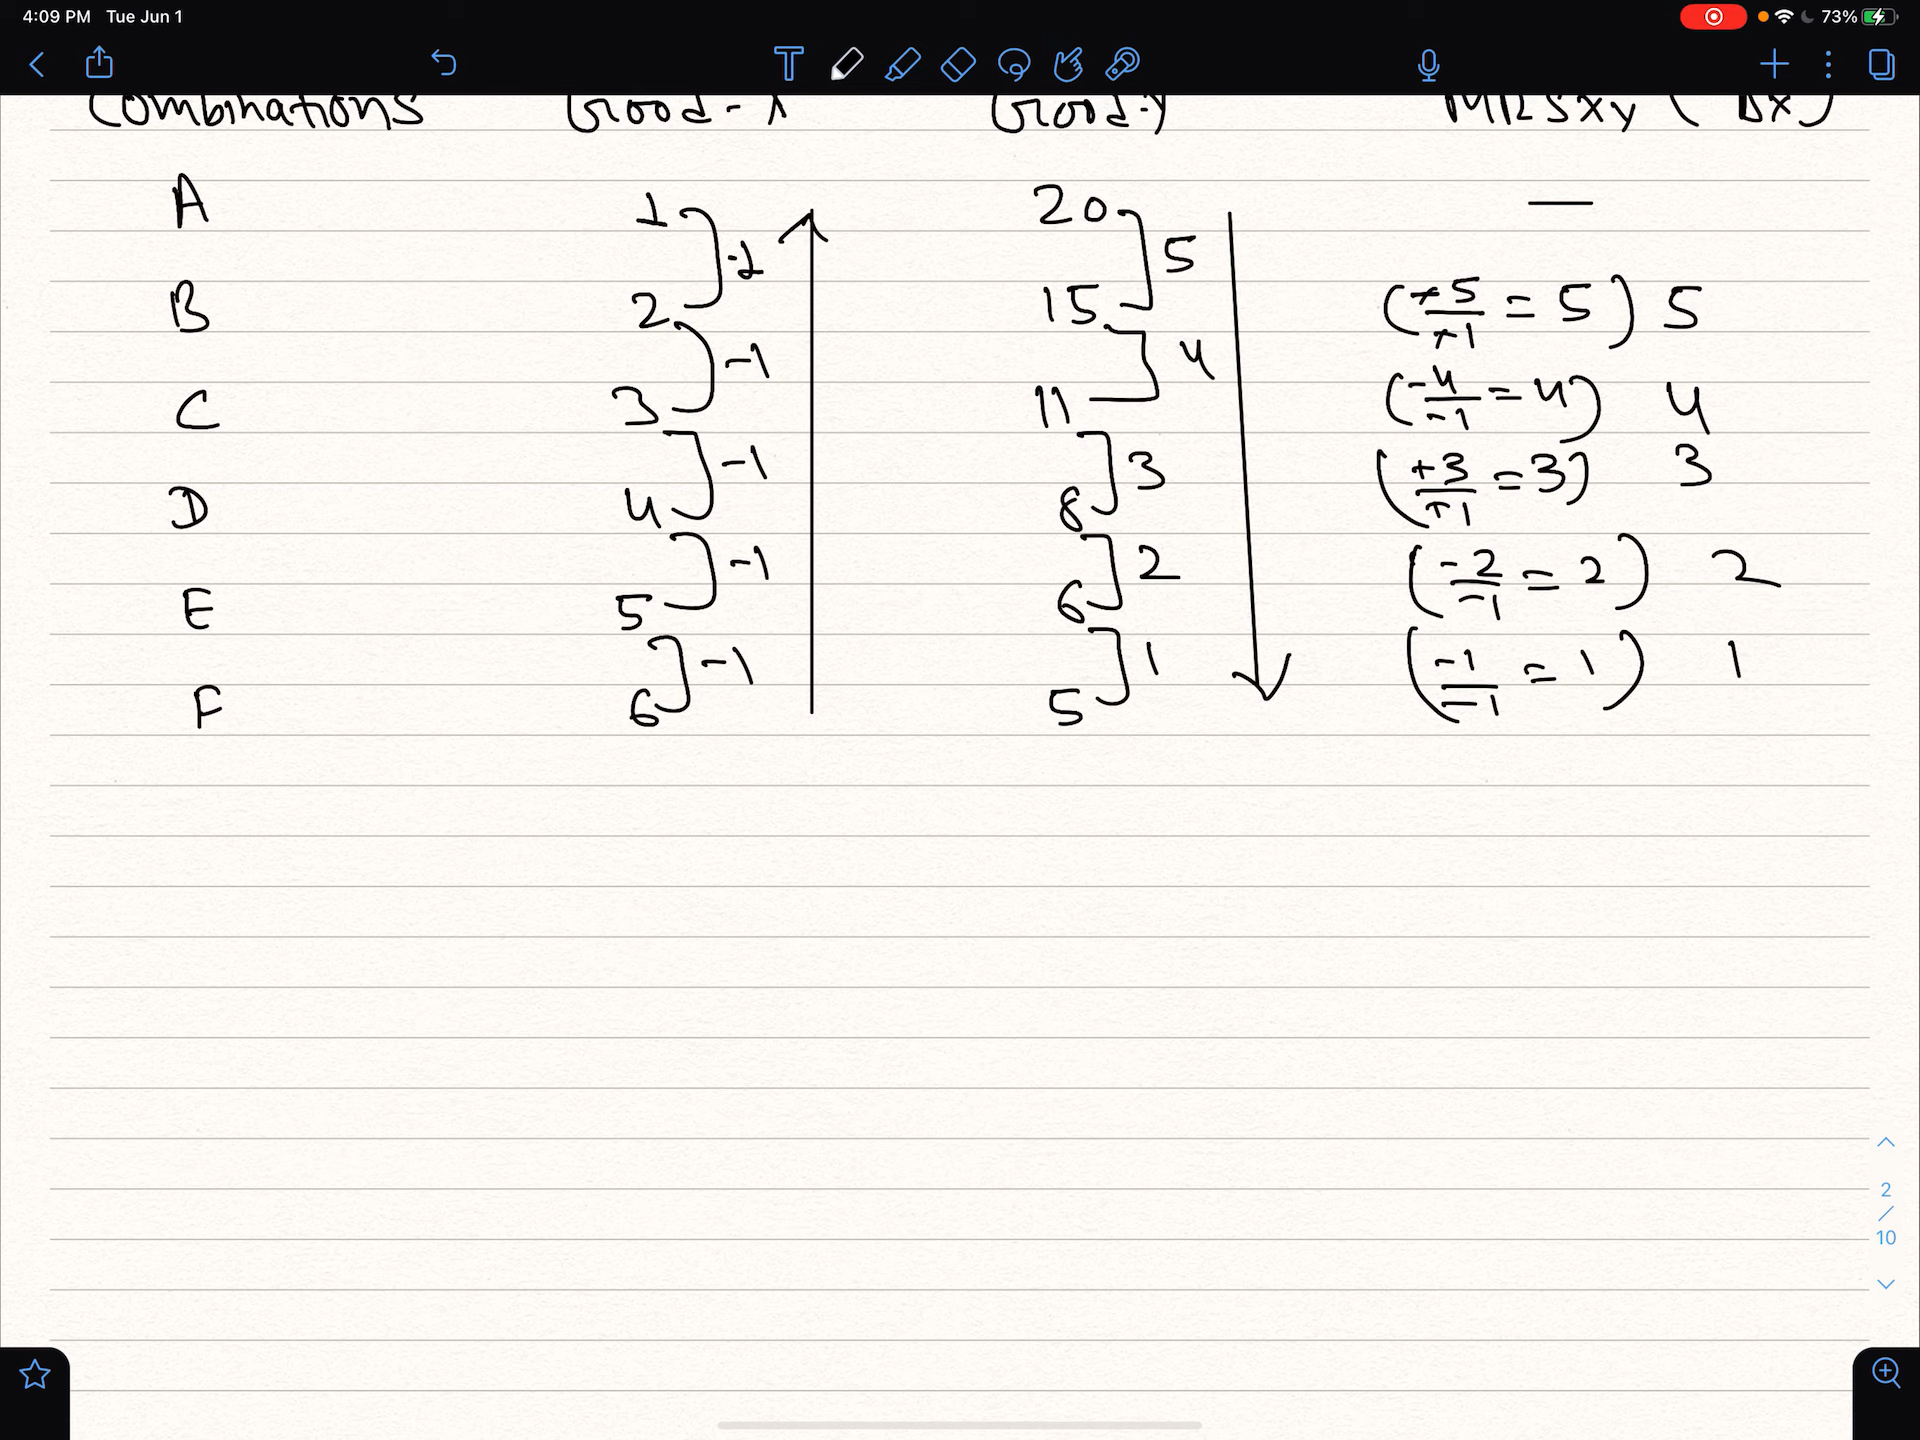 4:09 PM Tue Jun 1 73%
T
Combinations Good-X Good-Y MRSxy ( Δx )
A 1 20 —
-1 5
B 2 15 (+5/+1 = 5) 5
-1 4
C 3 11 (-4/-1 = 4) 4
-1 3
D 4 8 (+3/+1 = 3) 3
-1 2
E 5 6 (-2/-1 = 2) 2
-1 1
F 6 5 (-1/-1 = 1) 1
2
/
10